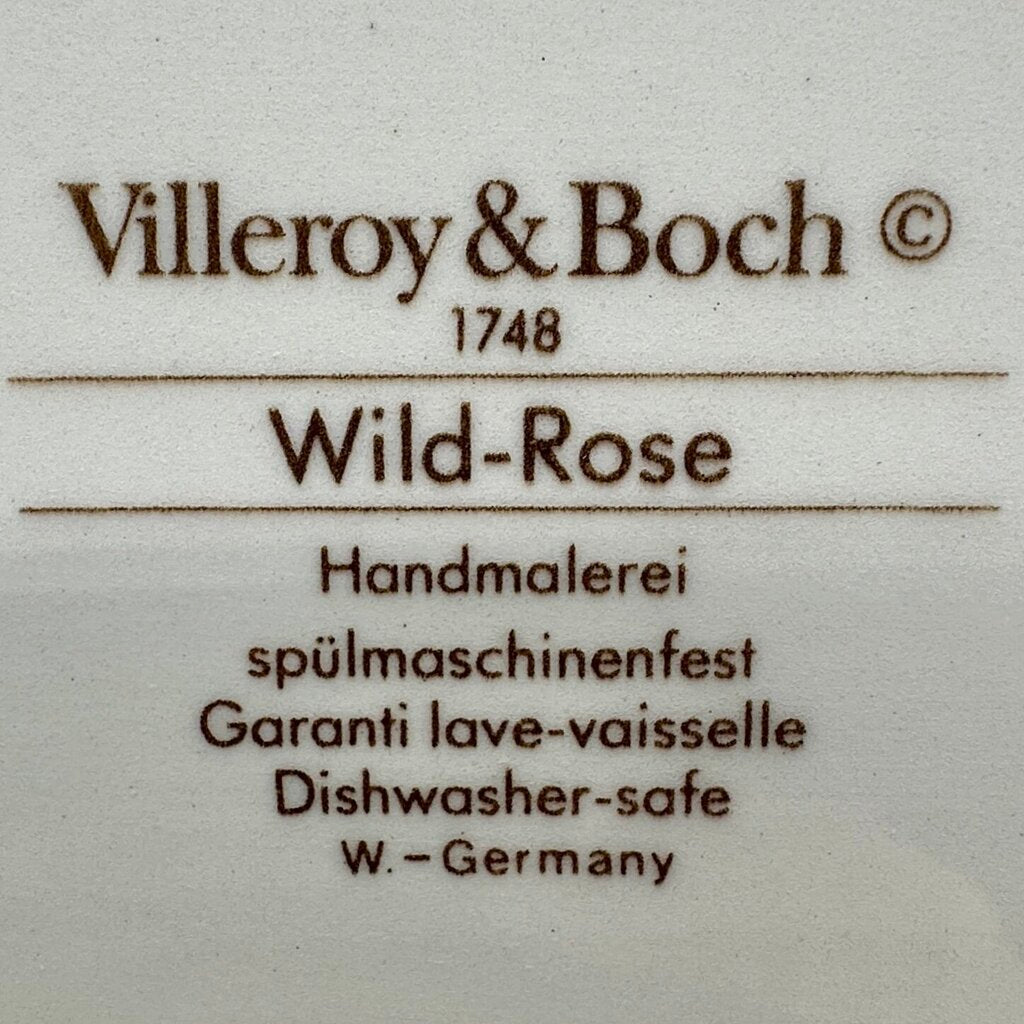 Villeroy & Boch ©
1748
Wild-Rose
Handmalerei
spülmaschinenfest
Garanti lave-vaisselle
Dishwasher-safe
W.-Germany